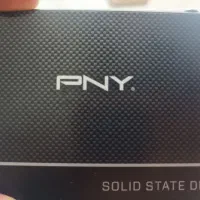 PNY.
SOLID STATE D